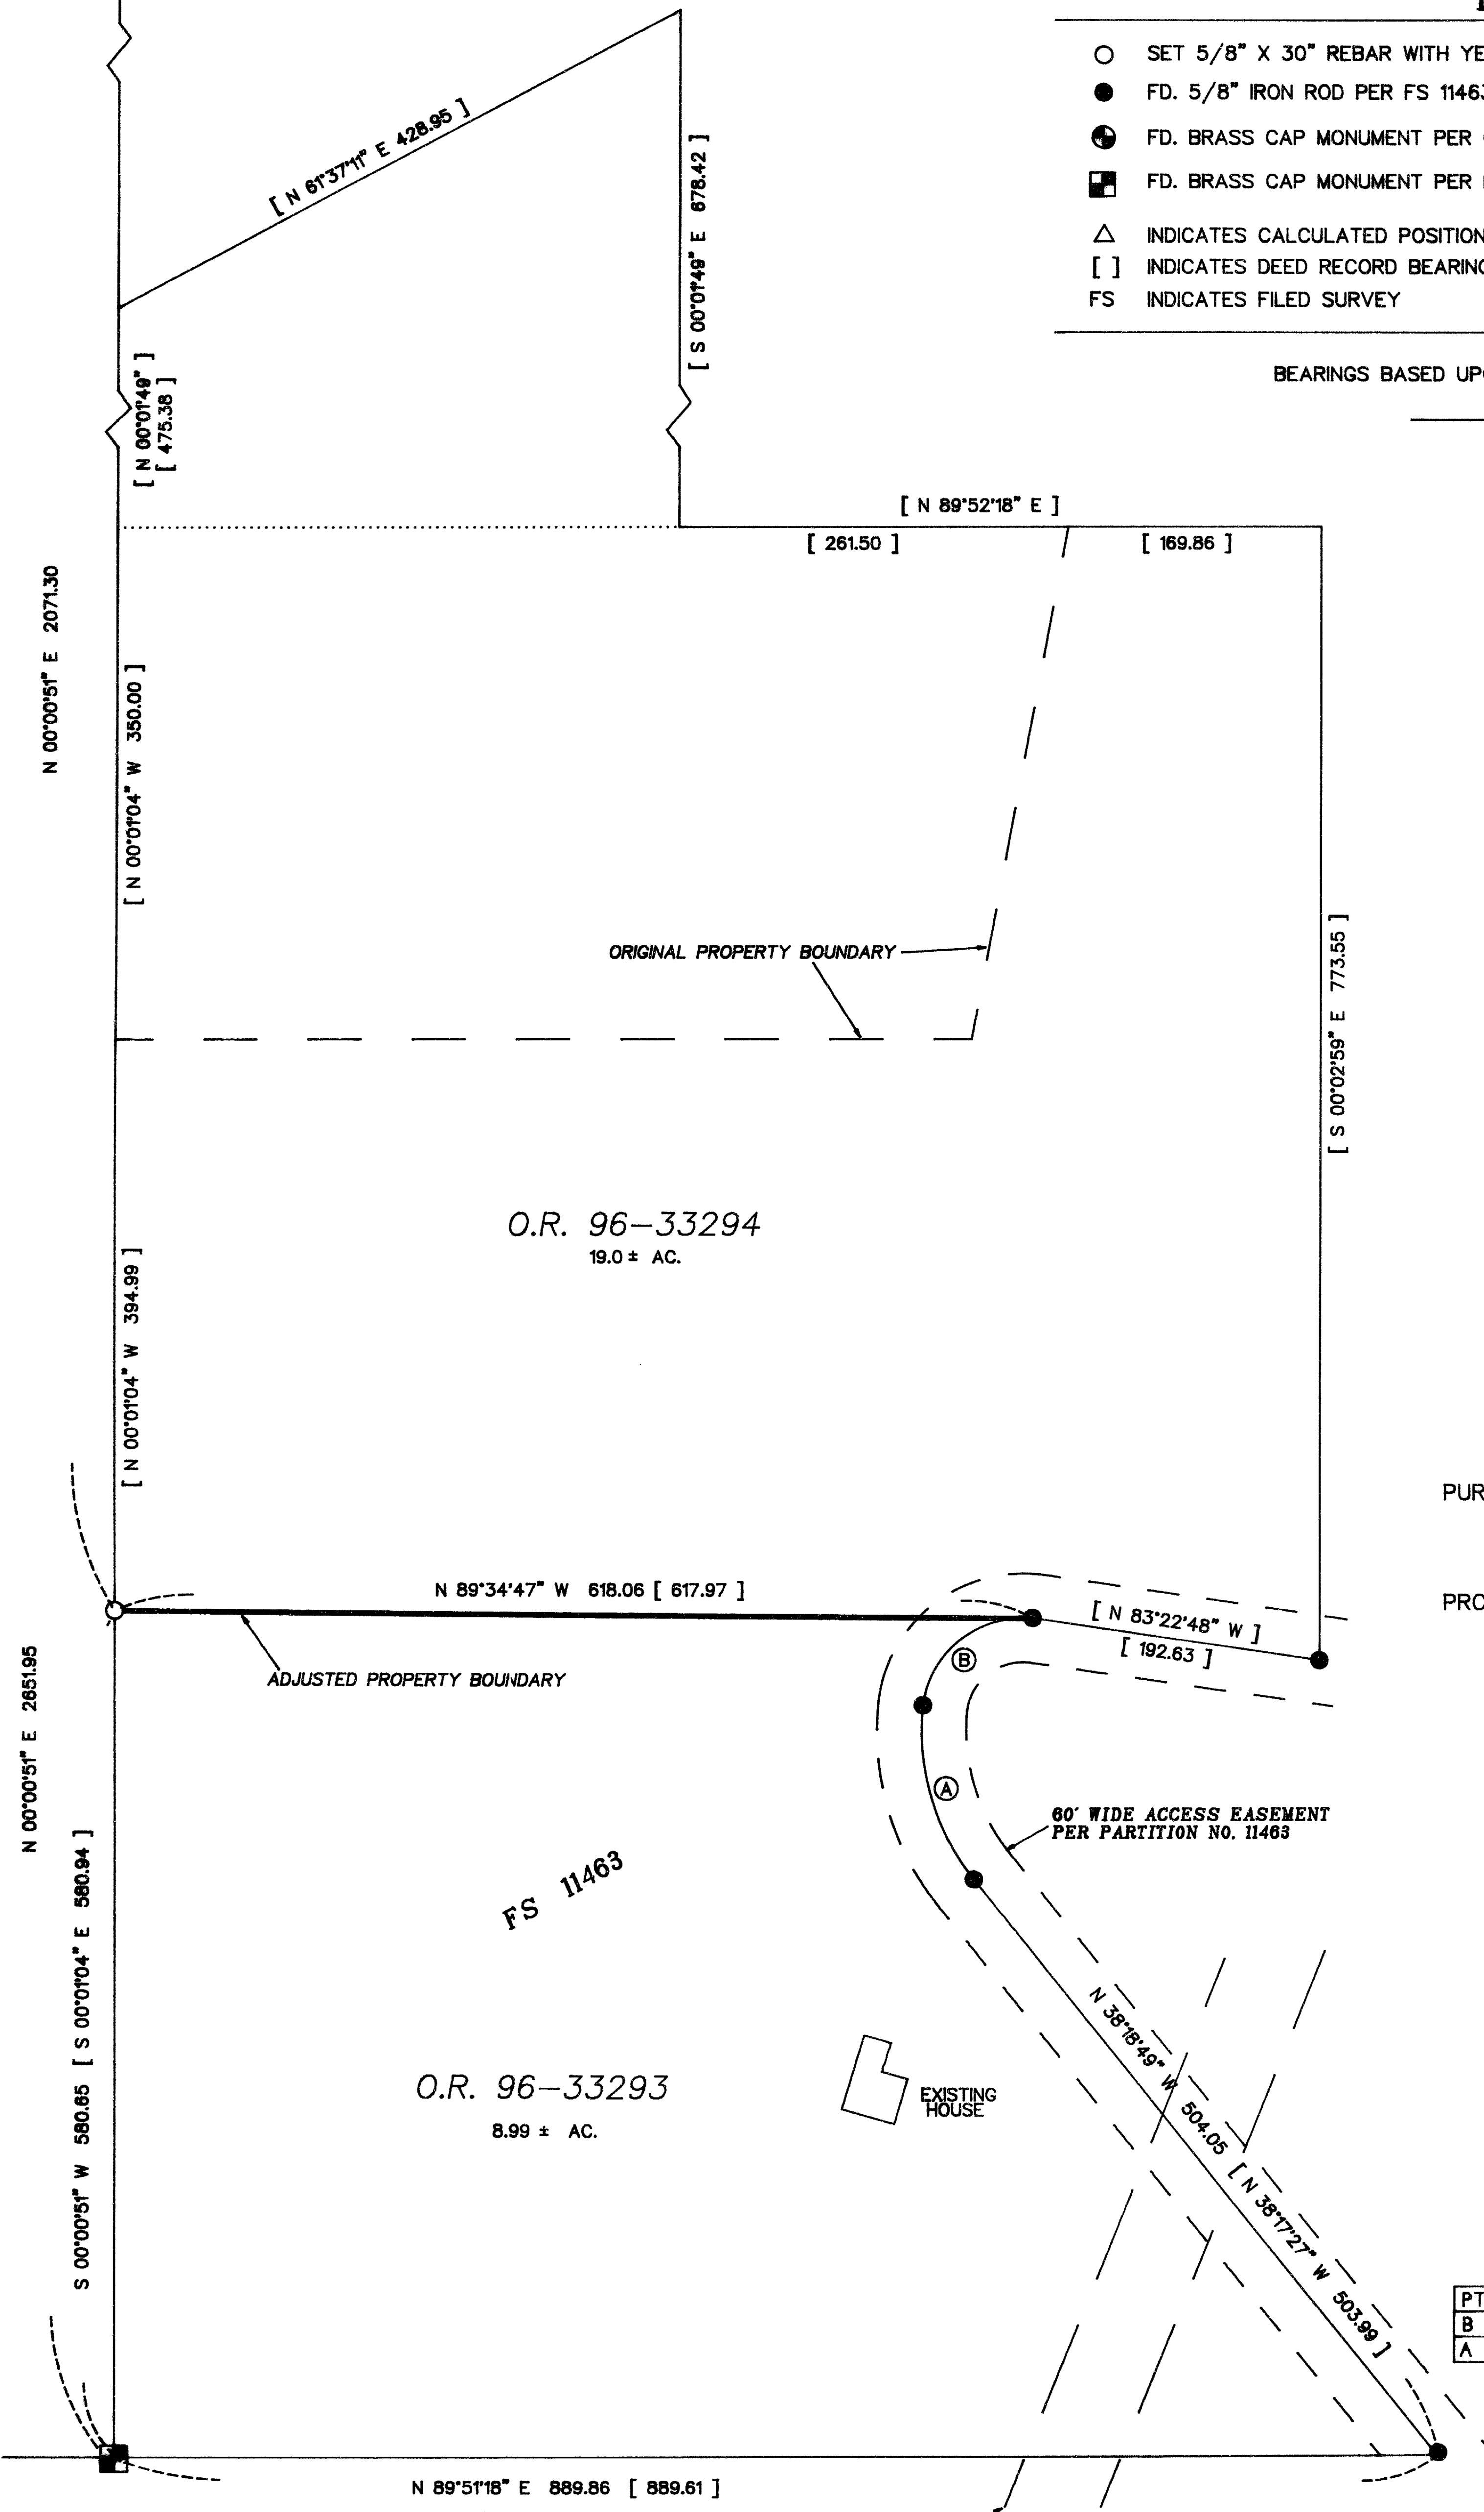 SET 5/8" X 30" REBAR WITH YE
FD. 5/8" IRON ROD PER FS 11463
FD. BRASS CAP MONUMENT PER
FD. BRASS CAP MONUMENT PER
INDICATES CALCULATED POSITION
[ ] INDICATES DEED RECORD BEARING
FS INDICATES FILED SURVEY
BEARINGS BASED UP
[ N 61°37'11" E 428.95 ]
[ S 00°01'49" E 678.42 ]
[ N 00°01'49" ]
[ 475.38 ]
[ N 89°52'18" E ]
[ 261.50 ]
[ 169.86 ]
N 00°00'51" E 2071.30
[ N 00°01'04" W 350.00 ]
ORIGINAL PROPERTY BOUNDARY
[ S 00°02'59" E 773.55 ]
O.R. 96-33294
19.0 ± AC.
[ N 00°01'04" W 394.99 ]
PUR
N 89°34'47" W 618.06 [ 617.97 ]
[ N 83°22'48" W ]
[ 192.63 ]
PRO
ADJUSTED PROPERTY BOUNDARY
B
A
N 00°00'51" E 2651.95
60' WIDE ACCESS EASEMENT
PER PARTITION NO. 11463
FS 11463
S 00°00'51" W 580.65 [ S 00°01'04" E 580.94 ]
N 38°18'49" W 504.05 [ N 38°17'27" W 503.99 ]
O.R. 96-33293
8.99 ± AC.
EXISTING
HOUSE
PT
B
A
N 89°51'18" E 889.86 [ 889.61 ]